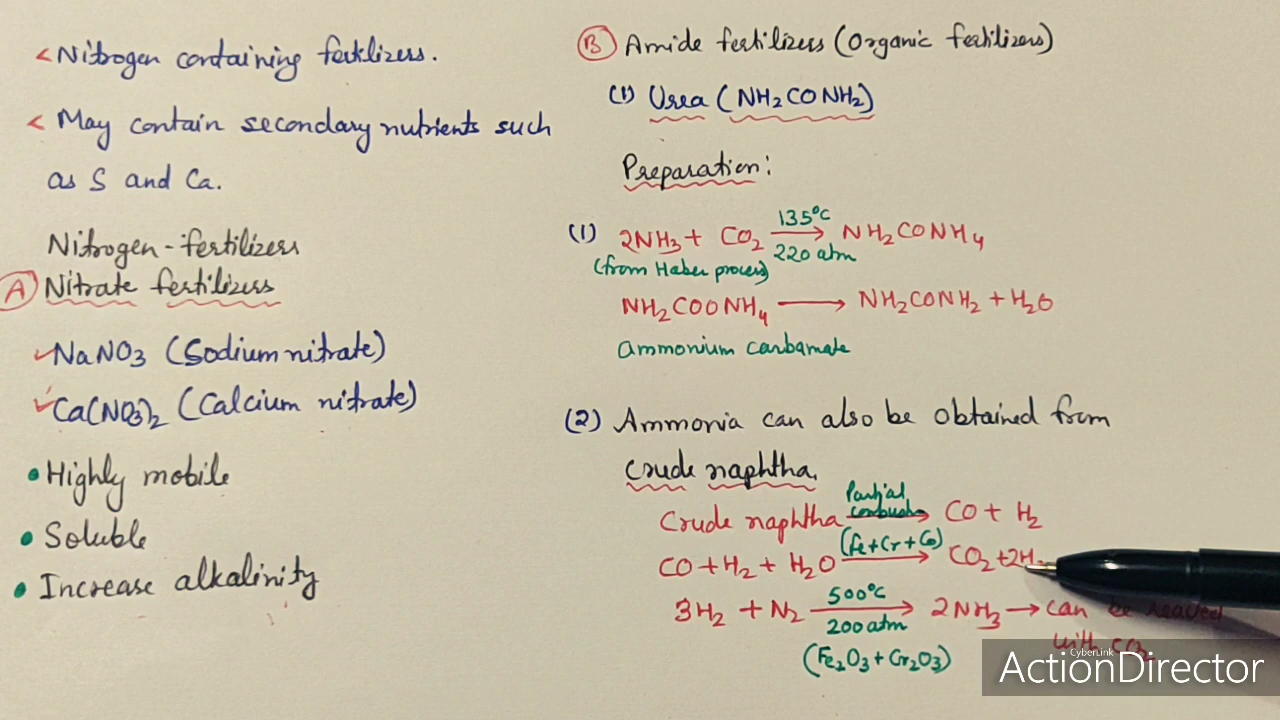 < Nitrogen containing fertilizers.
< May contain secondary nutrients such
as S and Ca.
Nitrogen-fertilizers
(A) Nitrate fertilizers
✓NaNO3 (Sodium nitrate)
✓Ca(NO3)2 (Calcium nitrate)
• Highly mobile
• Soluble
• Increase alkalinity
(B) Amide fertilizers (Organic fertilizers)
(1) Urea (NH2CONH2)
Preparation:
135°C
(1) 2NH3 + CO2 → NH2CONH4
220 atm
(from Haber process)
NH2COONH4 → NH2CONH2 + H2O
Ammonium carbamate
(2) Ammonia can also be obtained from
Crude naphtha.
Partial
Crude naphtha → CO + H2
(Fe+Cr+Co)
CO + H2 + H2O → CO2 + 2H
500°C
3H2 + N2 → 2NH3 → can be
200 atm
with
(Fe2O3 + Cr2O3)
CyberLink
ActionDirector